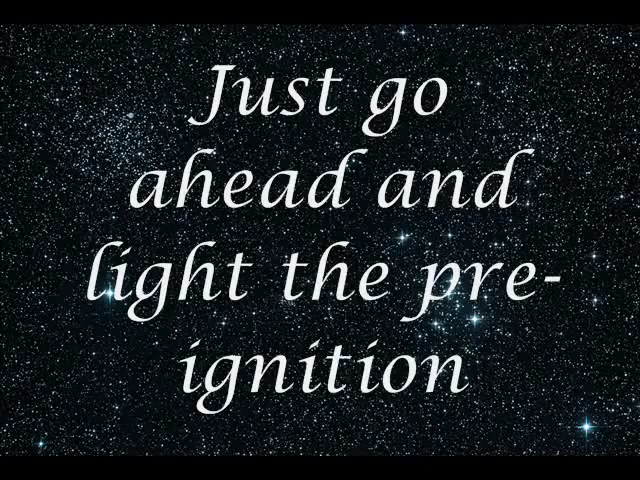 Just go
ahead and
light the pre-
ignition